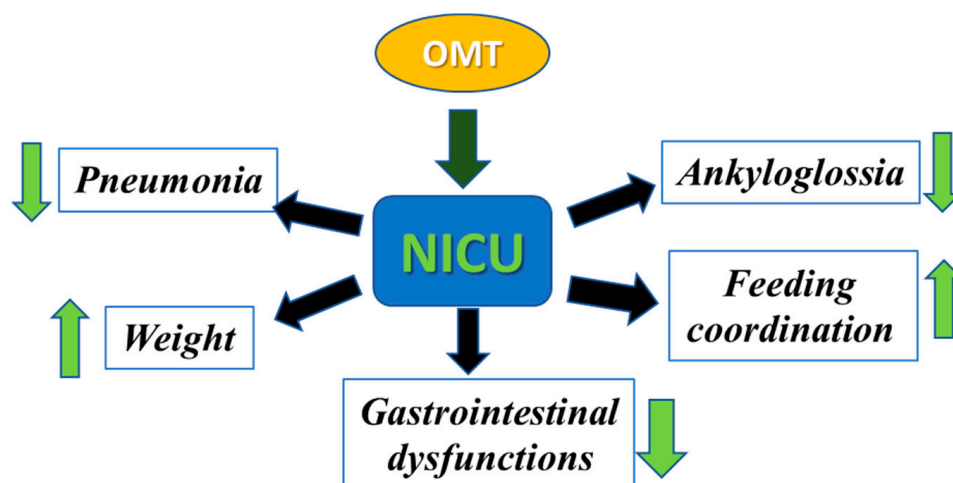 OMT
Pneumonia
Ankyloglossia
NICU
Weight
Feeding
coordination
Gastrointestinal
dysfunctions